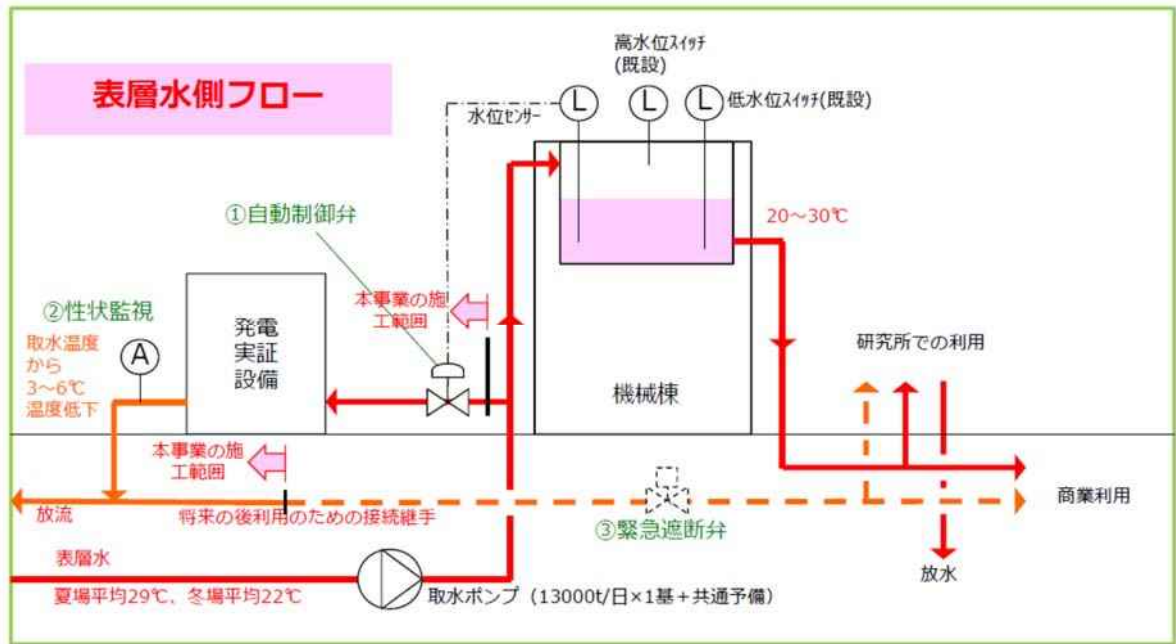 表層水側フロー
高水位ｽｲｯﾁ
(既設)
L
L
L
低水位ｽｲｯﾁ(既設)
水位ｾﾝｻｰ
①自動制御弁
20～30℃
本事業の施
工範囲
②性状監視
取水温度
から
3～6℃
温度低下
A
発電
実証
設備
機械棟
研究所での利用
本事業の施
工範囲
放流
将来の後利用のための接続継手
③緊急遮断弁
商業利用
表層水
夏場平均29℃、冬場平均22℃
取水ポンプ（13000t/日×1基＋共通予備）
放水